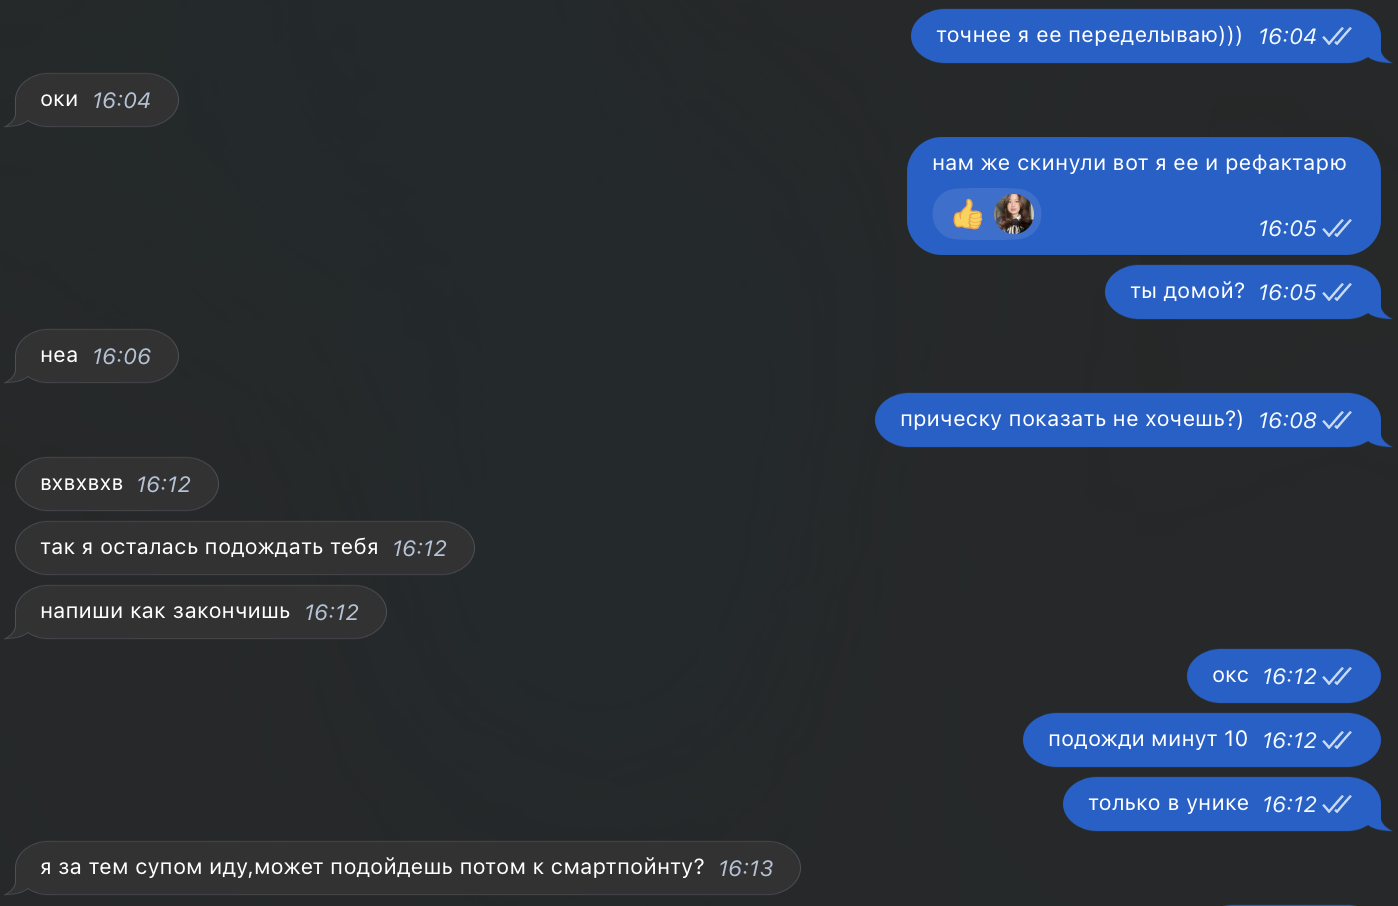 точнее я ее переделываю))) 16:04
оки 16:04
нам же скинули вот я ее и рефактарю
16:05
ты домой? 16:05
неа 16:06
прическу показать не хочешь?) 16:08
вхвхвхв 16:12
так я осталась подождать тебя 16:12
напиши как закончишь 16:12
окс 16:12
подожди минут 10 16:12
только в унике 16:12
я за тем супом иду,может подойдешь потом к смартпойнту? 16:13